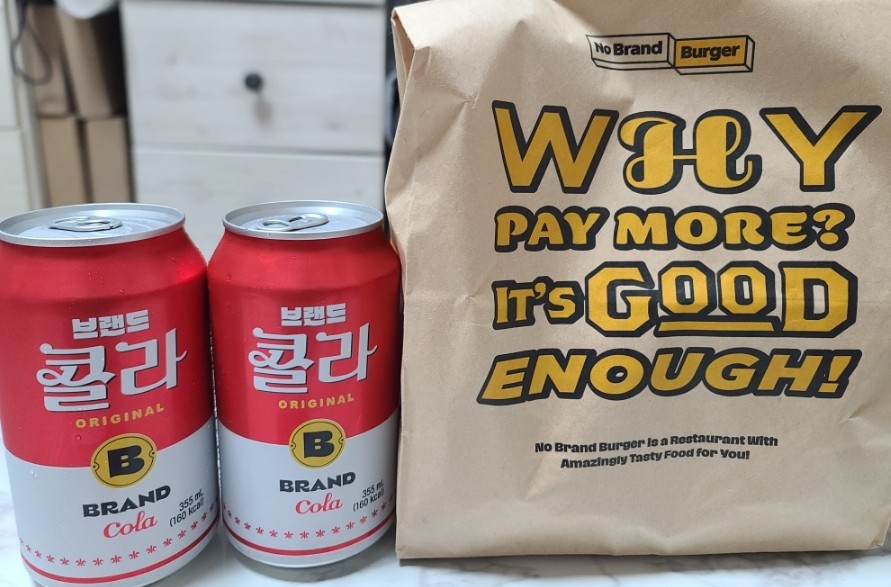 브랜드
콜라
ORIGINAL
B
BRAND
Cola
355 mL
(160 kcal)
브랜드
콜라
ORIGINAL
B
BRAND
Cola
355 mL
(160 kcal)
No Brand Burger
WHY
PAY MORE?
IT'S GOOD
ENOUGH!
No Brand Burger is a Restaurant With
Amazingly Tasty Food for You!